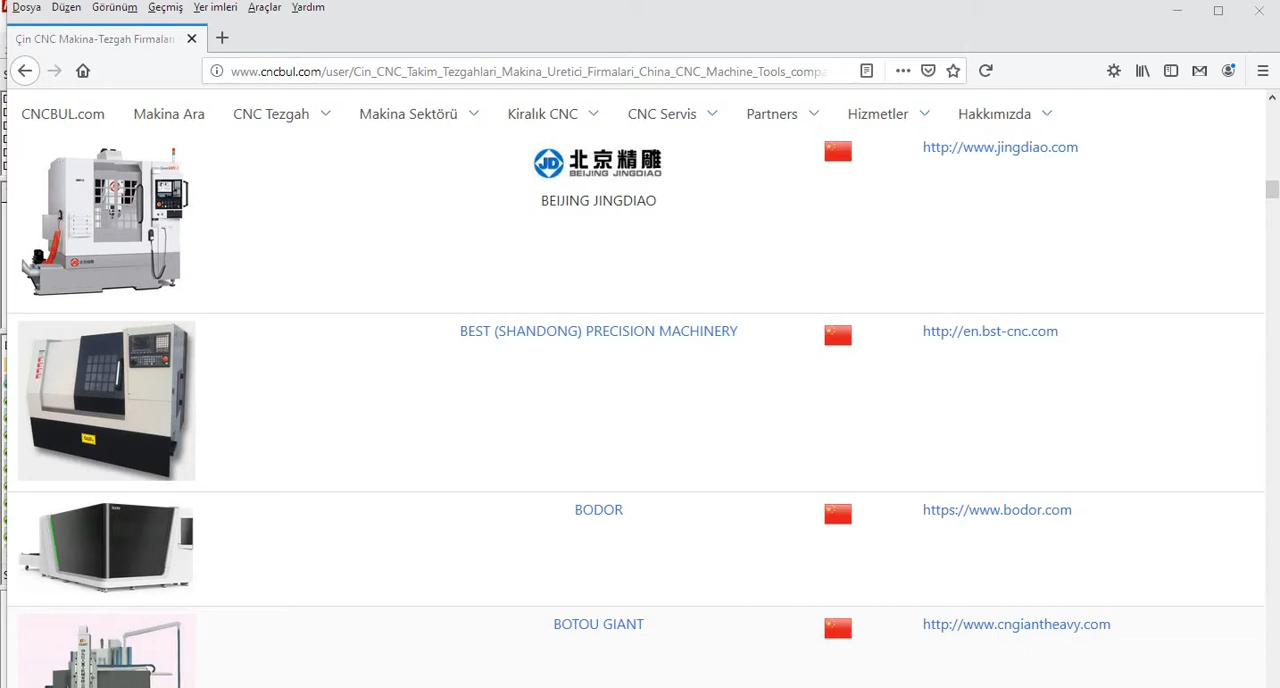 Dosya Düzen Görünüm Geçmiş Yer imleri Araçlar Yardım
Çin CNC Makina-Tezgah Firmaları
www.cncbul.com/user/Cin_CNC_Takim_Tezgahlari_Makina_Uretici_Firmalari_China_CNC_Machine_Tools_compa
CNCBUL.com Makina Ara CNC Tezgah Makina Sektörü Kiralık CNC CNC Servis Partners Hizmetler Hakkımızda
JD 北京精雕
BEIJING JINGDIAO
BEIJING JINGDIAO
http://www.jingdiao.com
BEST (SHANDONG) PRECISION MACHINERY
http://en.bst-cnc.com
BODOR
https://www.bodor.com
BOTOU GIANT
http://www.cngiantheavy.com